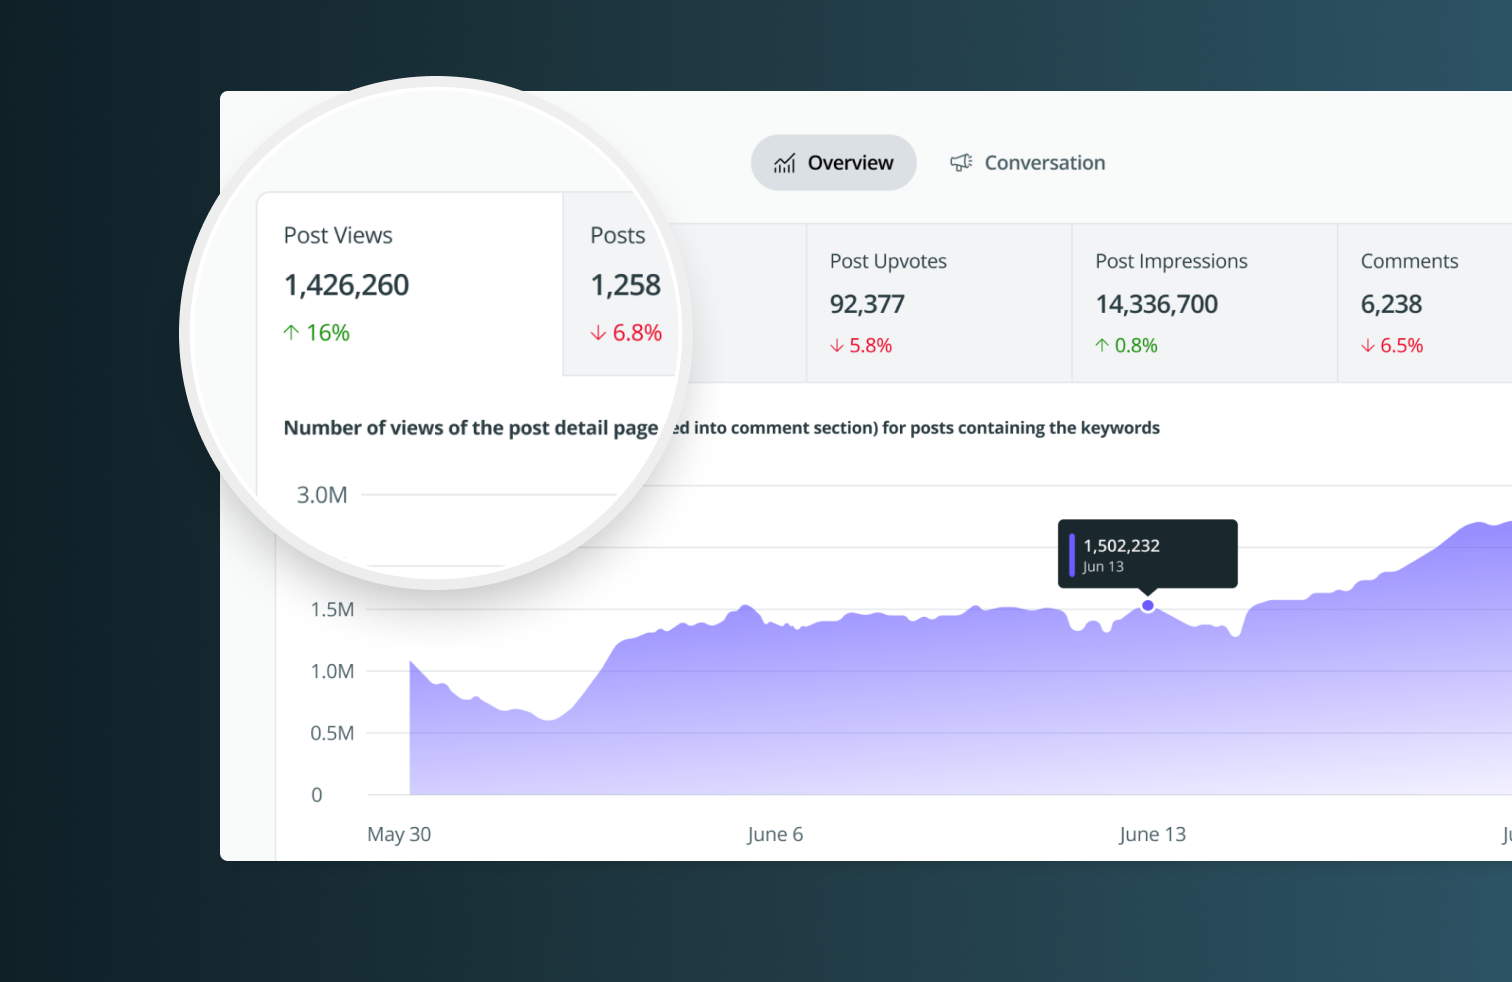 Overview
Conversation
Post Views
1,426,260
↑ 16%
Posts
1,258
↓ 6.8%
Post Upvotes
92,377
↓ 5.8%
Post Impressions
14,336,700
↑ 0.8%
Comments
6,238
↓ 6.5%
Number of views of the post detail page into comment section) for posts containing the keywords
3.0M
1,502,232
Jun 13
1.5M
1.0M
0.5M
0
May 30
June 6
June 13